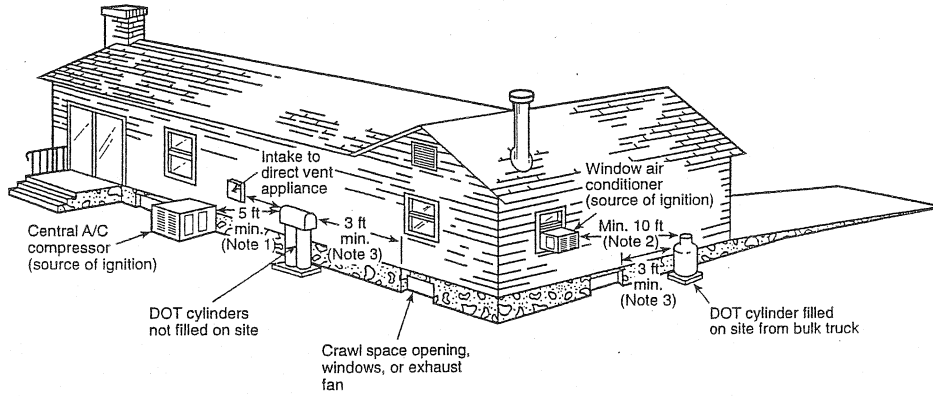 Intake to
direct vent
appliance
Window air
conditioner
(source of ignition)
5 ft
min.
(Note 1)
3 ft
min.
(Note 3)
Min. 10 ft
(Note 2)
3 ft
min.
(Note 3)
Central A/C
compressor
(source of ignition)
DOT cylinders
not filled on site
Crawl space opening,
windows, or exhaust
fan
DOT cylinder filled
on site from bulk truck